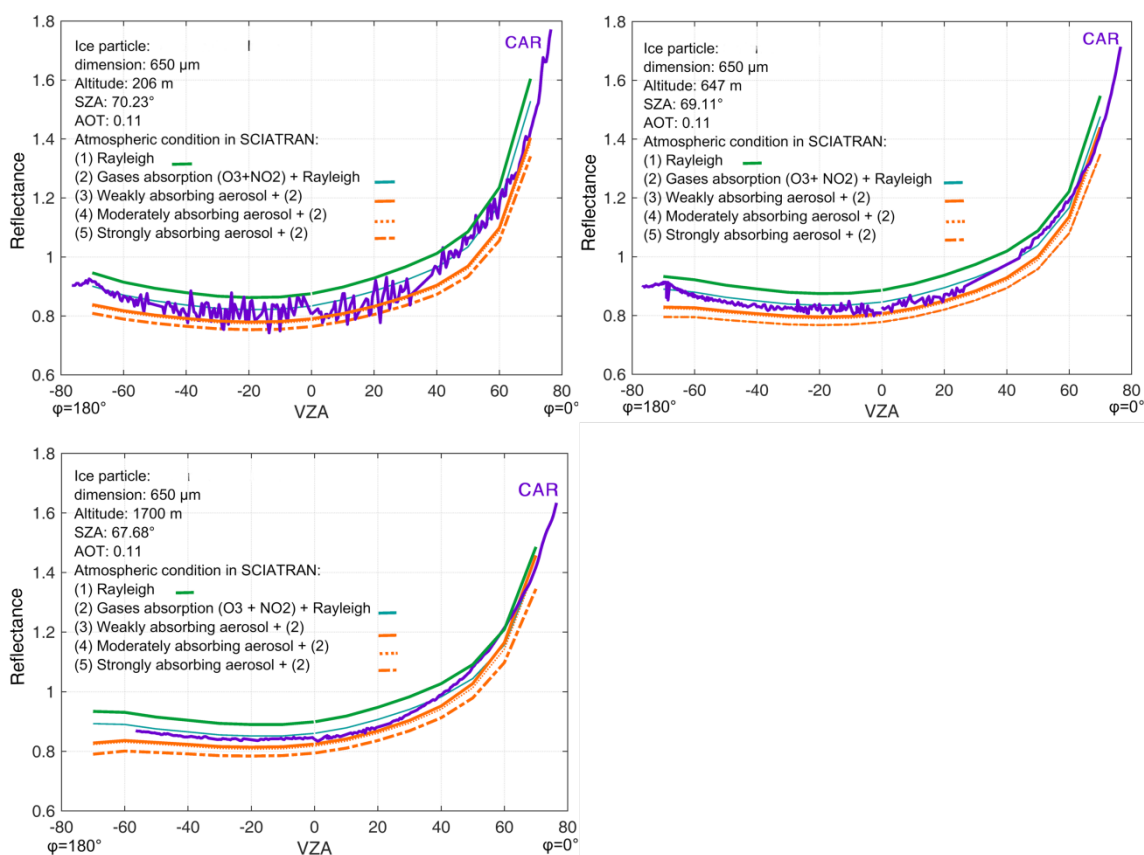 1.8
1.6
1.4
1.2
1
0.8
0.6
Reflectance
Ice particle:
dimension: 650 µm
Altitude: 206 m
SZA: 70.23°
AOT: 0.11
Atmospheric condition in SCIATRAN:
(1) Rayleigh
(2) Gases absorption (O3+NO2) + Rayleigh
(3) Weakly absorbing aerosol + (2)
(4) Moderately absorbing aerosol + (2)
(5) Strongly absorbing aerosol + (2)
CAR
-80 -60 -40 -20 0 20 40 60 80
φ=180° VZA φ=0°
1.8
1.6
1.4
1.2
1
0.8
0.6
Reflectance
Ice particle:
dimension: 650 µm
Altitude: 647 m
SZA: 69.11°
AOT: 0.11
Atmospheric condition in SCIATRAN:
(1) Rayleigh
(2) Gases absorption (O3+ NO2) + Rayleigh
(3) Weakly absorbing aerosol + (2)
(4) Moderately absorbing aerosol + (2)
(5) Strongly absorbing aerosol + (2)
CAR
-80 -60 -40 -20 0 20 40 60 80
φ=180° VZA φ=0°
1.8
1.6
1.4
1.2
1
0.8
0.6
Reflectance
Ice particle:
dimension: 650 µm
Altitude: 1700 m
SZA: 67.68°
AOT: 0.11
Atmospheric condition in SCIATRAN:
(1) Rayleigh
(2) Gases absorption (O3 + NO2) + Rayleigh
(3) Weakly absorbing aerosol + (2)
(4) Moderately absorbing aerosol + (2)
(5) Strongly absorbing aerosol + (2)
CAR
-80 -60 -40 -20 0 20 40 60 80
φ=180° VZA φ=0°